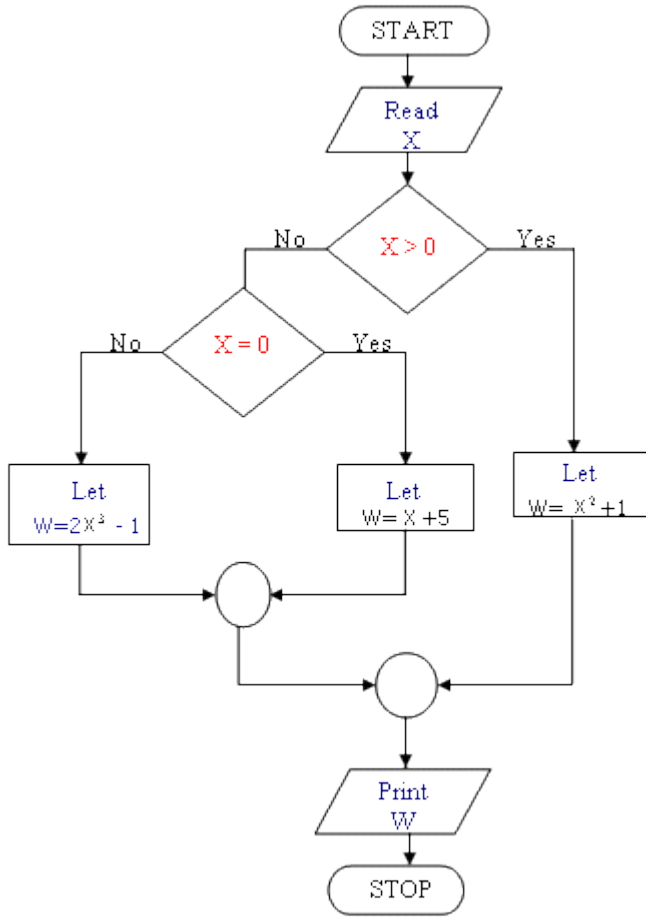 START
Read
X
X > 0
No
Yes
X = 0
No
Yes
Let
W=2X³ - 1
Let
W= X +5
Let
W= X² +1
Print
W
STOP